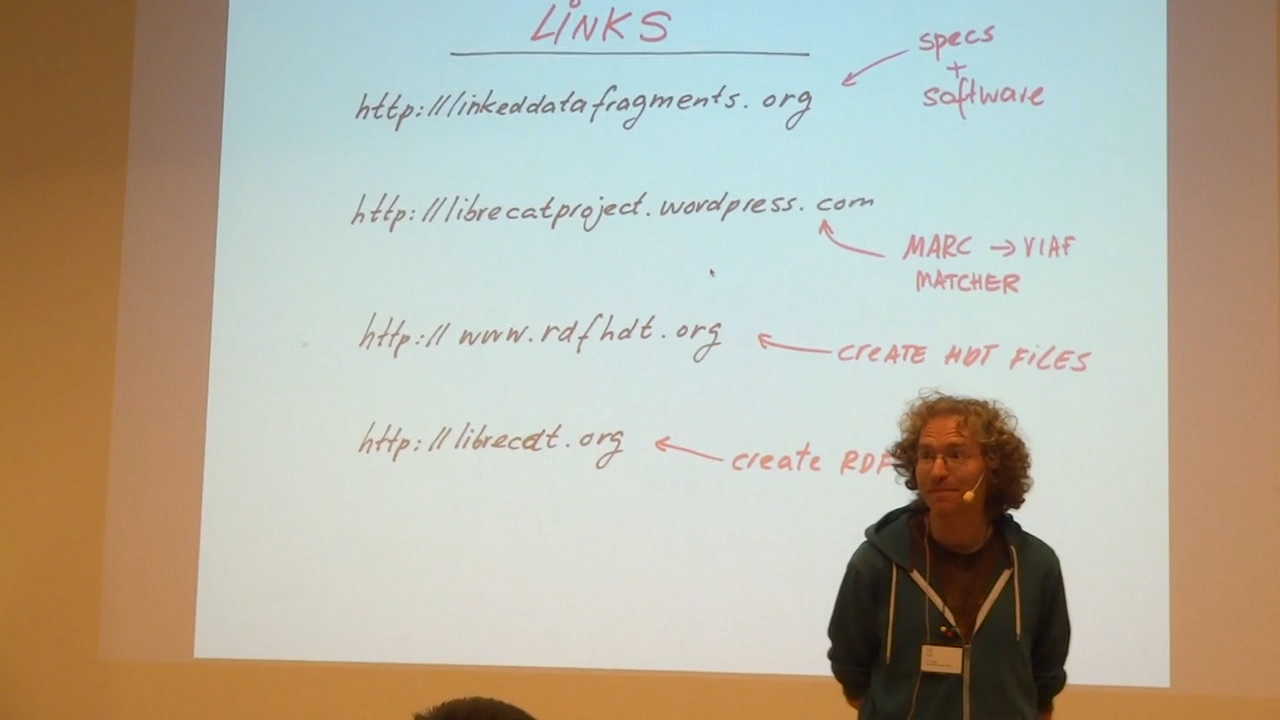 LiNKS
http://linkeddatafragments.org
specs
+
software
http://librecatproject.wordpress.com
MARC → VIAF
MATCHER
http://www.rdfhdt.org
CREATE HDT FiLES
http://librecat.org
create RDF